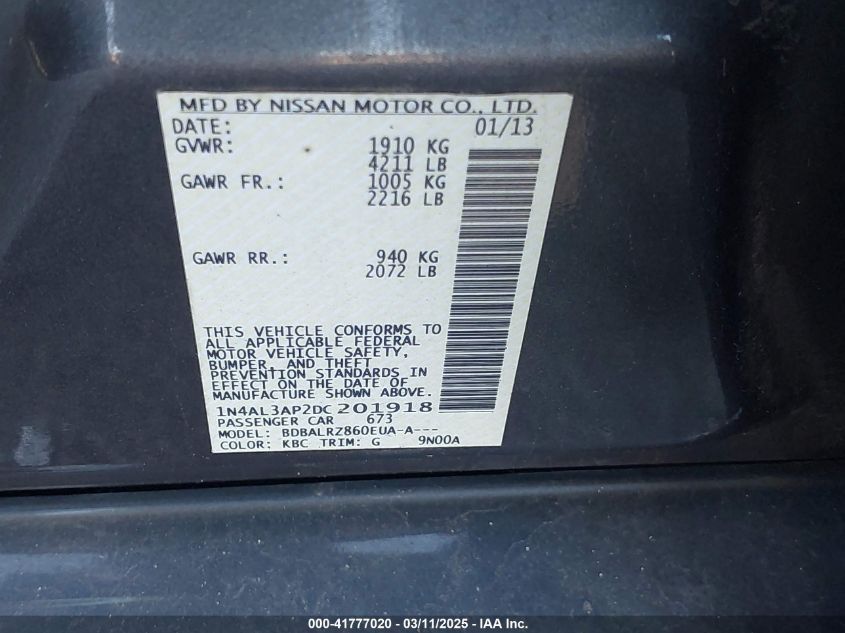 MFD BY NISSAN MOTOR CO., LTD.
DATE: 01/13
GVWR: 1910 KG
4211 LB
GAWR FR.: 1005 KG
2216 LB
GAWR RR.: 940 KG
2072 LB
THIS VEHICLE CONFORMS TO
ALL APPLICABLE FEDERAL
MOTOR VEHICLE SAFETY,
BUMPER, AND THEFT
PREVENTION STANDARDS IN
EFFECT ON THE DATE OF
MANUFACTURE SHOWN ABOVE.
1N4AL3AP2DC201918
PASSENGER CAR 673
MODEL: BDBALRZ860EUA-A---
COLOR: KBC TRIM: G 9N00A
000-41777020 - 03/11/2025 - IAA Inc.